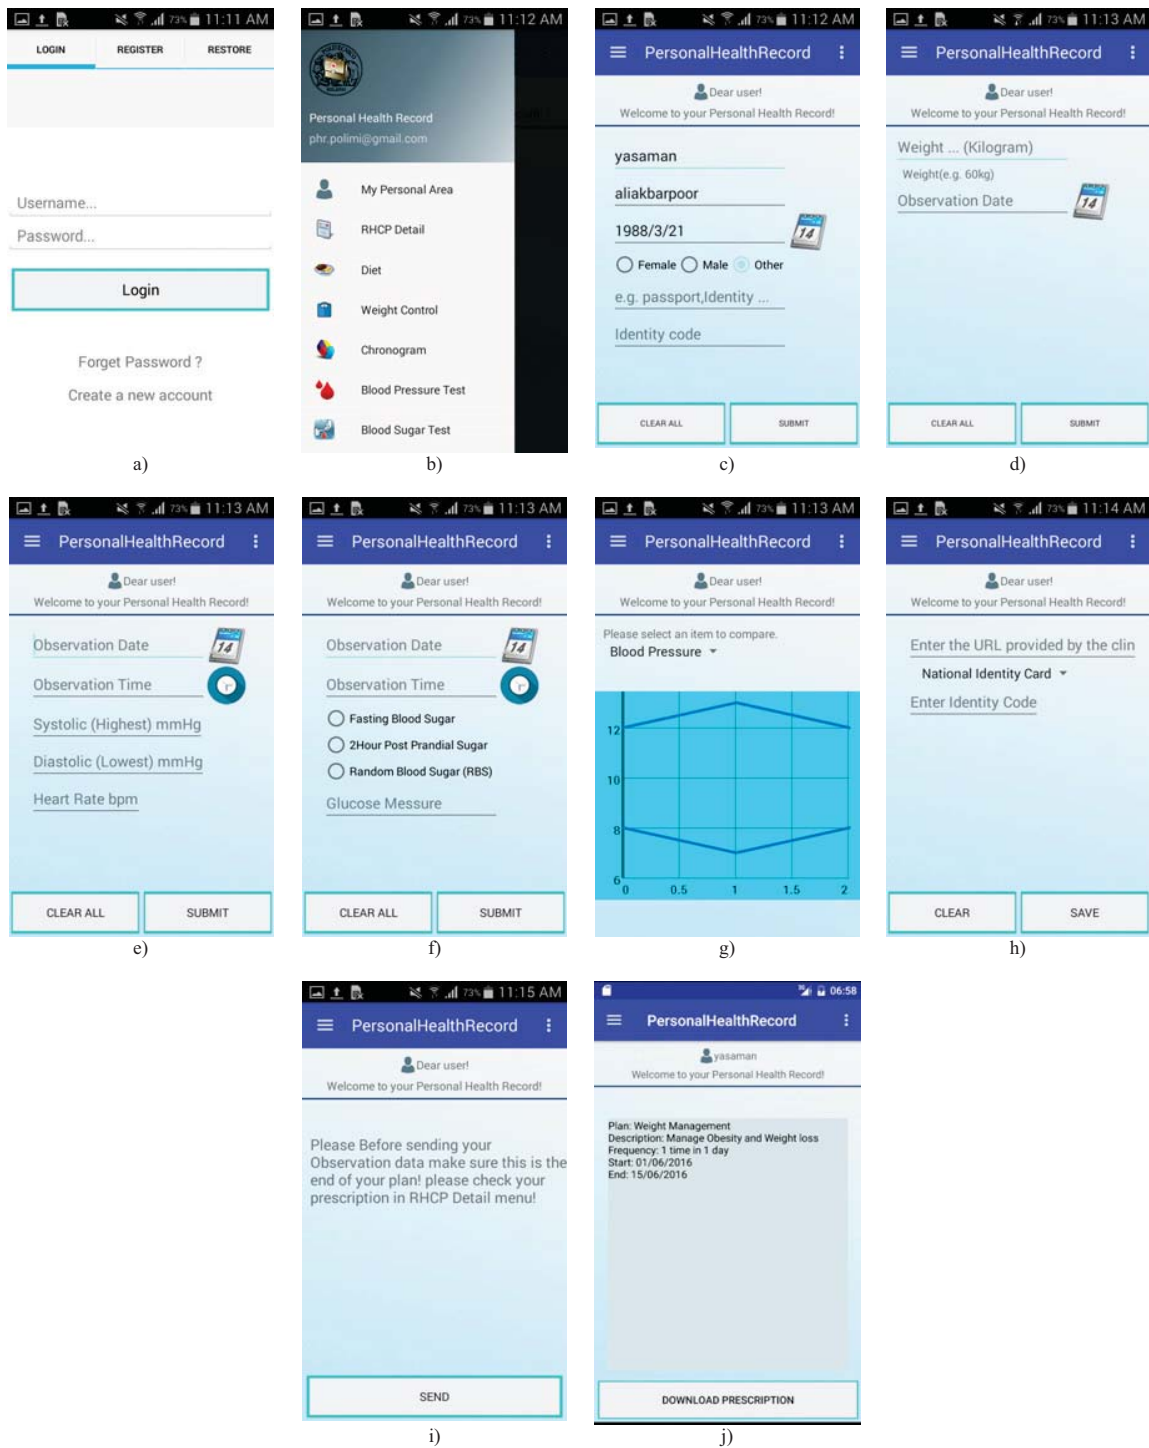 73% 11:11 AM
LOGIN REGISTER RESTORE
Username...
Password...
Login
Forget Password ?
Create a new account
a)
73% 11:12 AM
Personal Health Record
phr.polimi@gmail.com
My Personal Area
RHCP Detail
Diet
Weight Control
Chronogram
Blood Pressure Test
Blood Sugar Test
b)
73% 11:12 AM
PersonalHealthRecord
Dear user!
Welcome to your Personal Health Record!
yasaman
aliakbarpoor
1988/3/21
14
Female Male Other
e.g. passport,Identity ...
Identity code
CLEAR ALL SUBMIT
c)
73% 11:13 AM
PersonalHealthRecord
Dear user!
Welcome to your Personal Health Record!
Weight ... (Kilogram)
Weight(e.g. 60kg)
Observation Date
14
CLEAR ALL SUBMIT
d)
73% 11:13 AM
PersonalHealthRecord
Dear user!
Welcome to your Personal Health Record!
Observation Date
14
Observation Time
Systolic (Highest) mmHg
Diastolic (Lowest) mmHg
Heart Rate bpm
CLEAR ALL SUBMIT
e)
73% 11:13 AM
PersonalHealthRecord
Dear user!
Welcome to your Personal Health Record!
Observation Date
14
Observation Time
Fasting Blood Sugar
2Hour Post Prandial Sugar
Random Blood Sugar (RBS)
Glucose Messure
CLEAR ALL SUBMIT
f)
73% 11:13 AM
PersonalHealthRecord
Dear user!
Welcome to your Personal Health Record!
Please select an item to compare.
Blood Pressure
12
10
8
6
0 0.5 1 1.5 2
g)
73% 11:14 AM
PersonalHealthRecord
Dear user!
Welcome to your Personal Health Record!
Enter the URL provided by the clin
National Identity Card
Enter Identity Code
CLEAR SAVE
h)
73% 11:15 AM
PersonalHealthRecord
Dear user!
Welcome to your Personal Health Record!
Please Before sending your
Observation data make sure this is the
end of your plan! please check your
prescription in RHCP Detail menu!
SEND
i)
06:58
PersonalHealthRecord
yasaman
Welcome to your Personal Health Record!
Plan: Weight Management
Description: Manage Obesity and Weight loss
Frequency: 1 time in 1 day
Start: 01/06/2016
End: 15/06/2016
DOWNLOAD PRESCRIPTION
j)